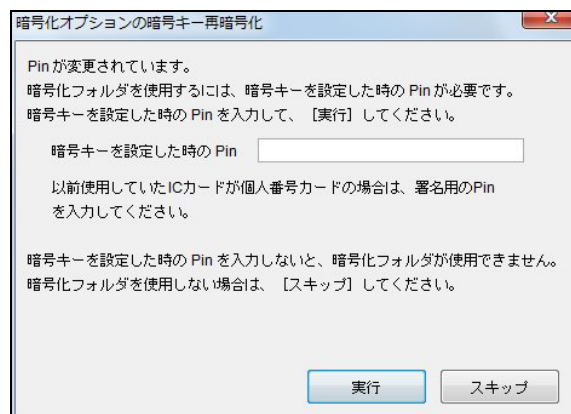 暗号化オプションの暗号キー再暗号化
Pinが変更されています。
暗号化フォルダを使用するには、暗号キーを設定した時の Pin が必要です。
暗号キーを設定した時の Pin を入力して、［実行］してください。
暗号キーを設定した時の Pin
以前使用していたICカードが個人番号カードの場合は、署名用のPin
を入力してください。
暗号キーを設定した時の Pin を入力しないと、暗号化フォルダが使用できません。
暗号化フォルダを使用しない場合は、［スキップ］してください。
実行
スキップ